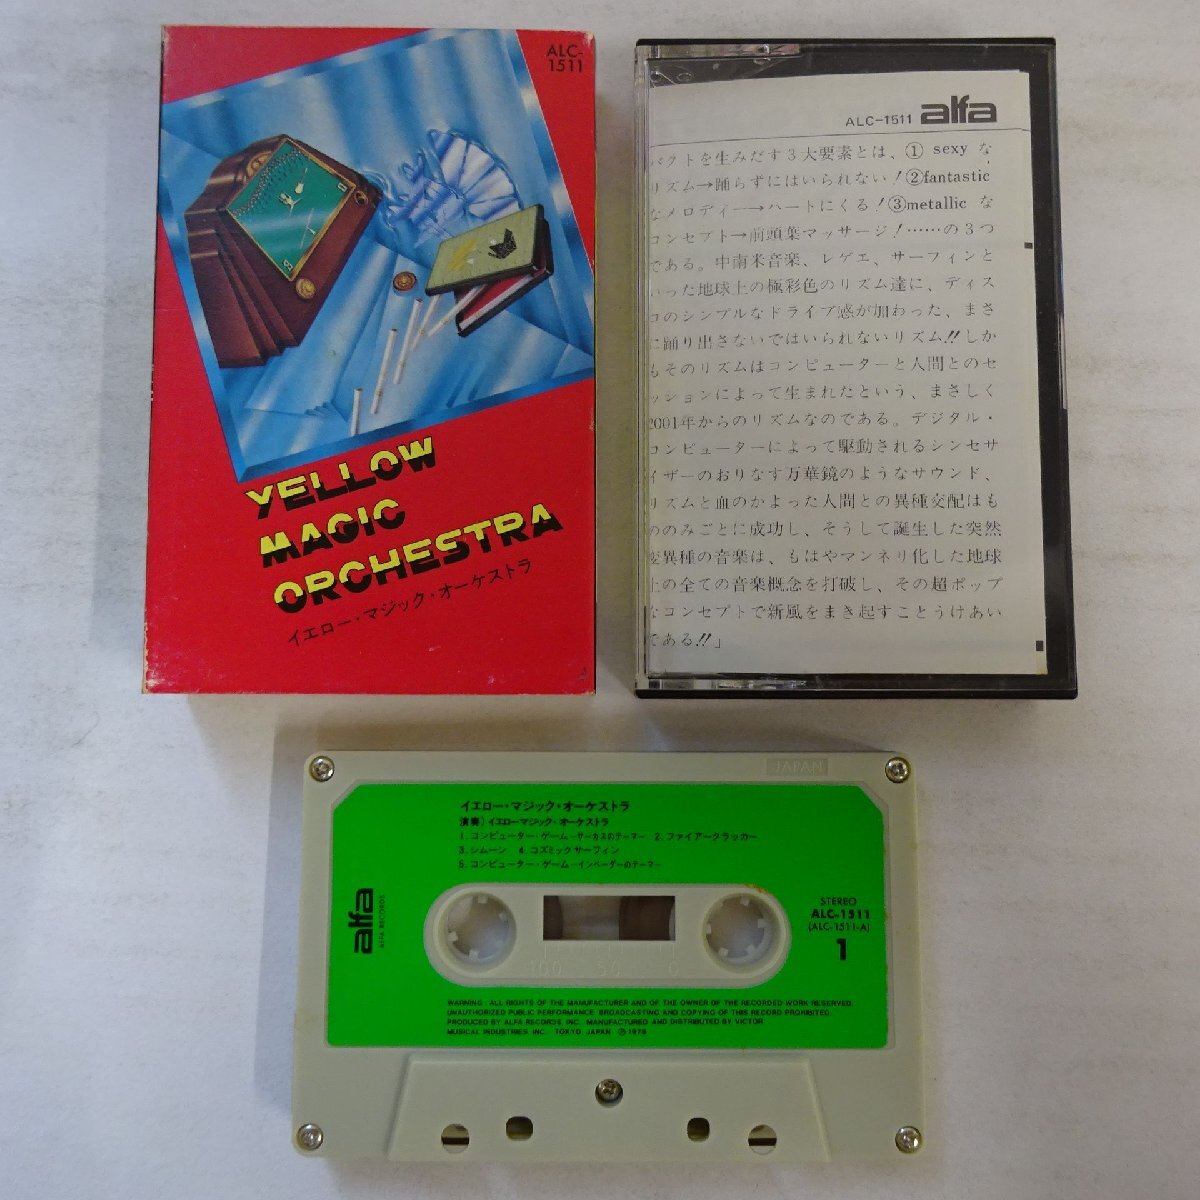 ALC-
1511
YELLOW
MAGIC
ORCHESTRA
イエロー・マジック・オーケストラ
ALC-1511 alfa
パクトを生みだす3大要素とは、① sexy な
リズム→踊らずにはいられない!②fantastic
なメロディー→ハートにくる!③metallic な
コンセプト→前頭葉マッサージ!……の3つ
である。中南米音楽、レゲエ、サーフィンと
いった地球上の極彩色のリズム達に、ディス
コのシンプルなドライブ感が加わった、まさ
に踊り出さないではいられないリズム!!しか
もそのリズムはコンピューターと人間とのセ
ッションによって生まれたという、まさしく
2001年からのリズムなのである。デジタル・
コンピューターによって駆動されるシンセサ
イザーのおりなす万華鏡のようなサウンド、
リズムと血のかよった人間との異種交配はも
ののみごとに成功し、そうして誕生した突然
変異種の音楽は、もはやマンネリ化した地球
上の全ての音楽概念を打破し、その超ポップ
なコンセプトで新風をまき起すことうけあい
である!!」
JAPAN
イエロー・マジック・オーケストラ
演奏）イエローマジック・オーケストラ
1. コンピューター・ゲーム－サーカスのテーマ－ 2. ファイアークラッカー
3. シムーン 4. コズミックサーフィン
5. コンピューター・ゲーム－インベーダーのテーマ－
alfa
ALFA RECORDS
STEREO
ALC-1511
(ALC-1511-A)
1
100 50 0
WARNING : ALL RIGHTS OF THE MANUFACTURER AND OF THE OWNER OF THE RECORDED WORK RESERVED.
UNAUTHORIZED PUBLIC PERFORMANCE BROADCASTING AND COPYING OF THIS RECORD PROHIBITED.
PRODUCED BY ALFA RECORDS INC. MANUFACTURED AND DISTRIBUTED BY VICTOR
MUSICAL INDUSTRIES INC. TOKYO JAPAN ℗ 1978